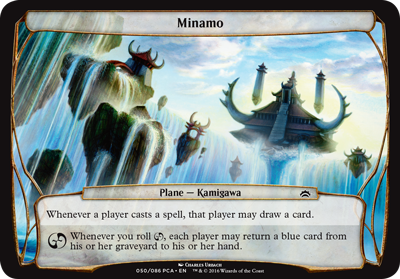 Minamo
Plane — Kamigawa
Whenever a player casts a spell, that player may draw a card.
Whenever you roll , each player may return a blue card from
his or her graveyard to his or her hand.
Charles Urbach
050/086 PCA • EN ™ & © 2016 Wizards of the Coast